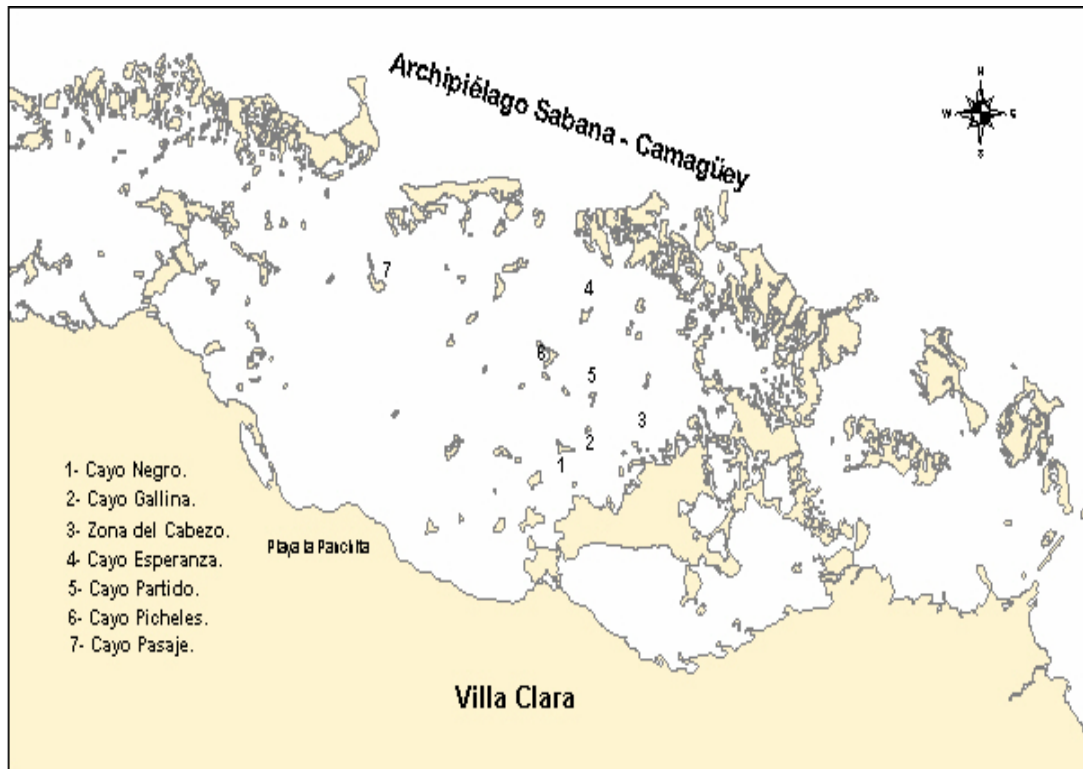 Archipiélago Sabana - Camagüey
N
W
E
S
7
4
6
5
3
2
1
1- Cayo Negro.
2- Cayo Gallina.
3- Zona del Cabezo.
4- Cayo Esperanza.
5- Cayo Partido.
6- Cayo Picheles.
7- Cayo Pasaje.
Playa la Panchita
Villa Clara